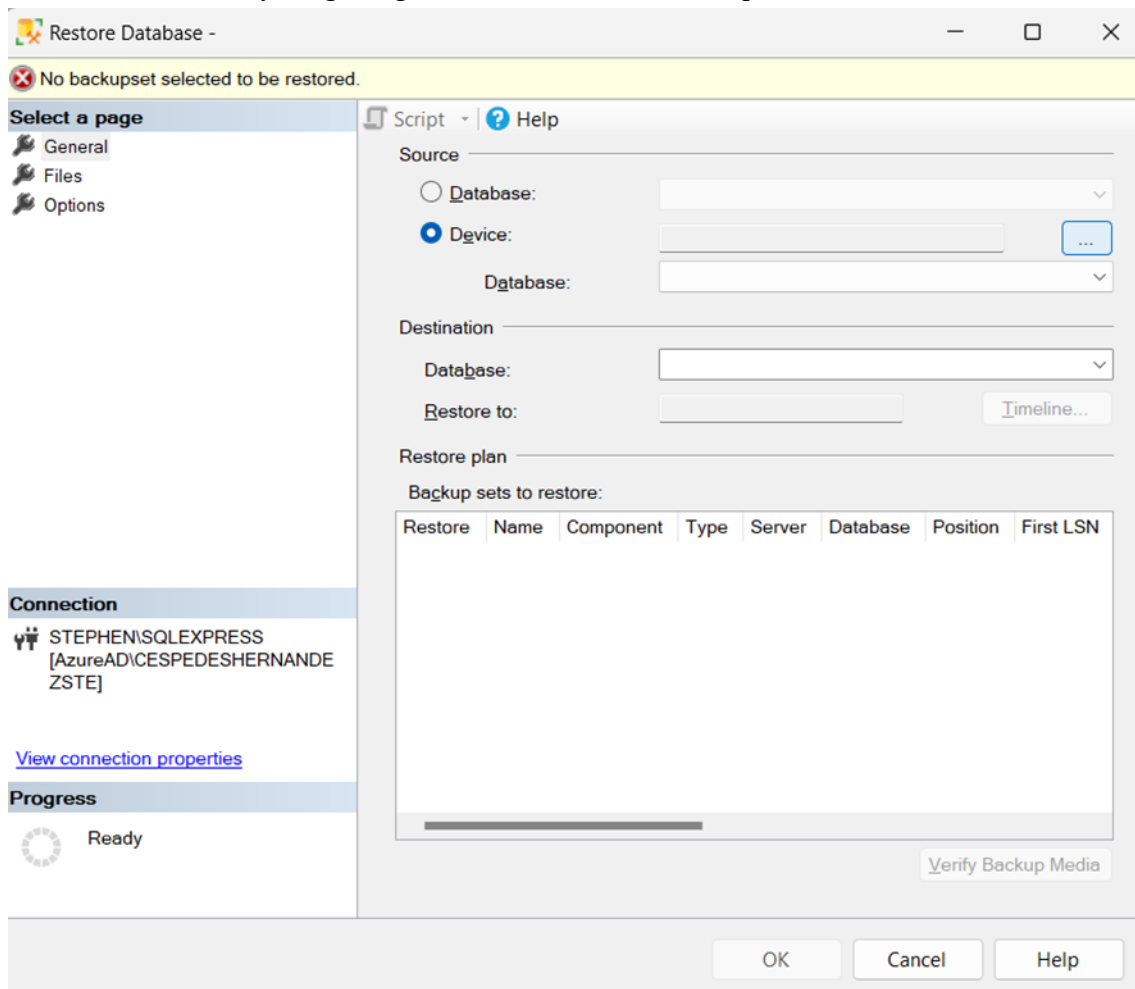 Restore Database -
No backupset selected to be restored.
Select a page
General
Files
Options
Script
Help
Source
Database:
Device:
...
Database:
Destination
Database:
Restore to:
Timeline...
Restore plan
Backup sets to restore:
Restore Name Component Type Server Database Position First LSN
Connection
STEPHEN\SQLEXPRESS
[AzureAD\CESPEDESHERNANDE
ZSTE]
View connection properties
Progress
Ready
Verify Backup Media
OK Cancel Help